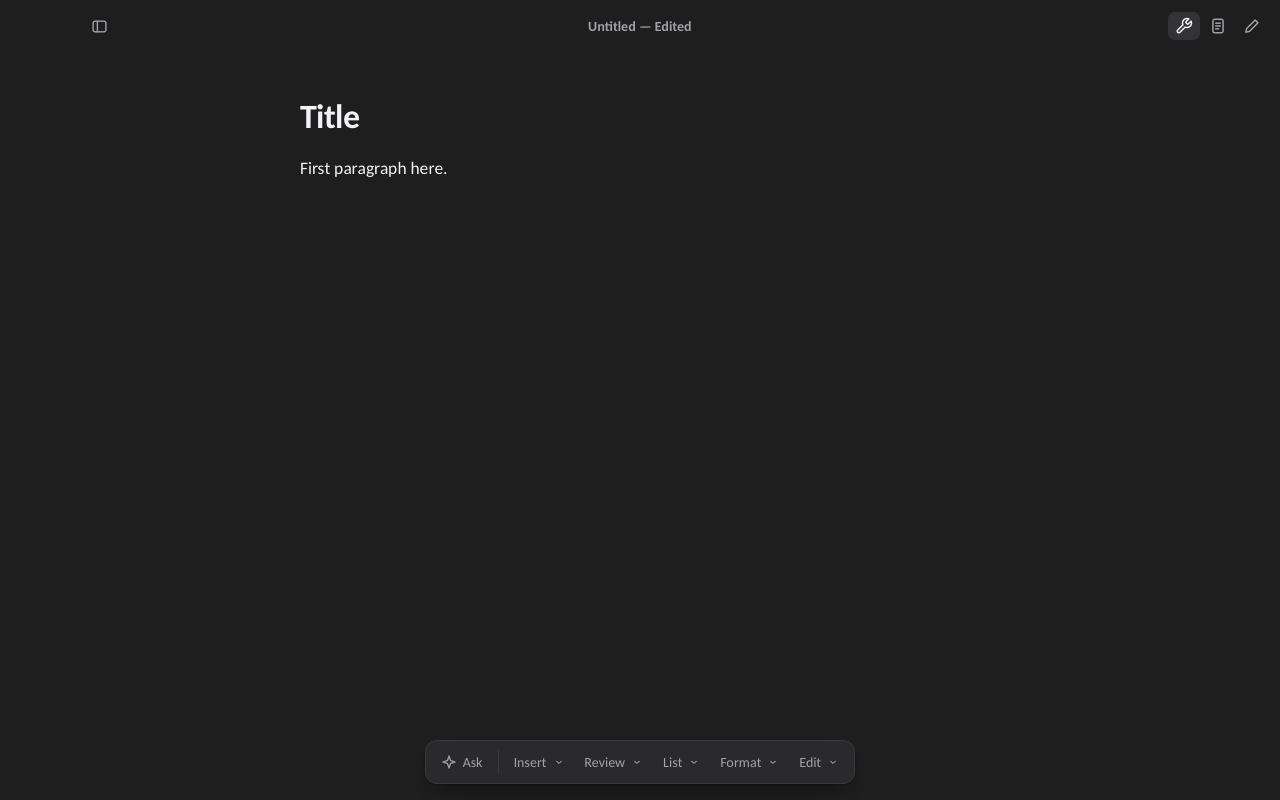 Untitled — Edited
Title
First paragraph here.
Ask Insert Review List Format Edit